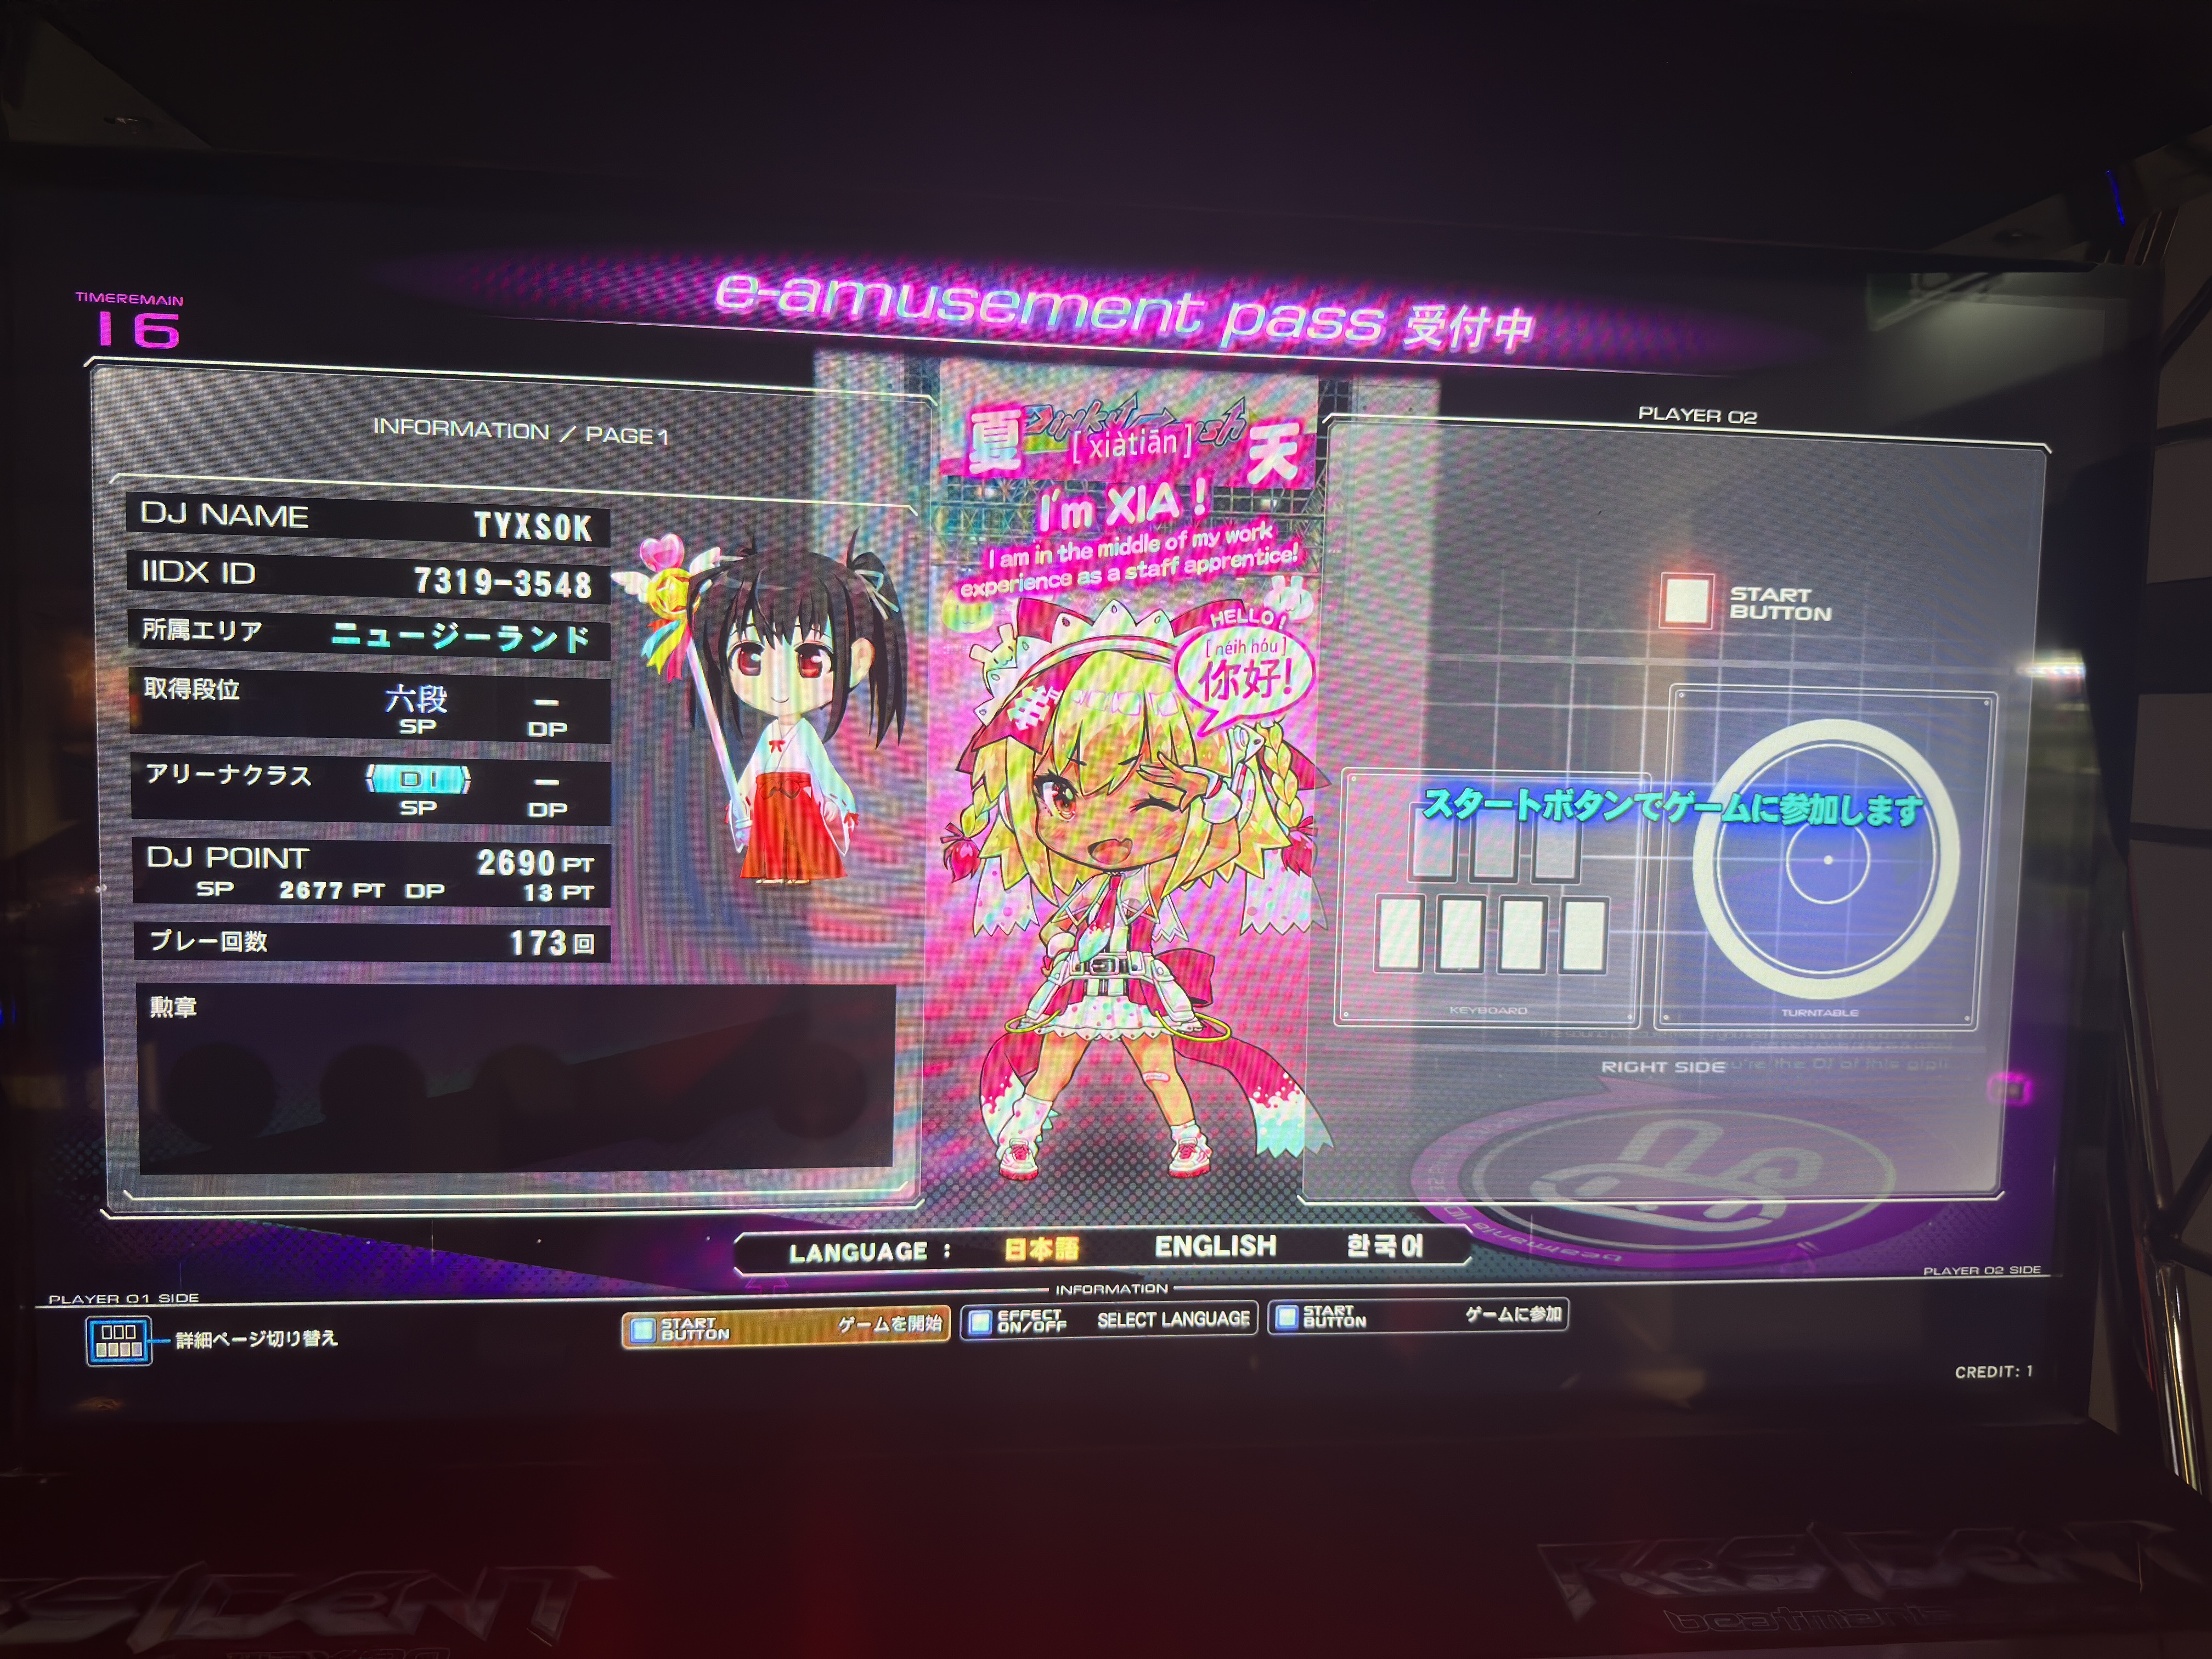 TIMEREMAIN
16
e-amusement pass 受付中
INFORMATION / PAGE 1
DJ NAME TYXSOK
IIDX ID 7319-3548
所属エリア ニュージーランド
取得段位 六段 SP — DP
アリーナクラス D1 SP — DP
DJ POINT 2690 PT
SP 2677 PT DP 13 PT
プレー回数 173回
勲章
夏 [xiàtiān] 天
I'm XIA!
I am in the middle of my work
experience as a staff apprentice!
HELLO!
[néih hóu]
你好!
PLAYER 02
START
BUTTON
スタートボタンでゲームに参加します
KEYBOARD
TURNTABLE
RIGHT SIDE
LANGUAGE : 日本語 ENGLISH 한국어
INFORMATION
PLAYER 01 SIDE
PLAYER 02 SIDE
詳細ページ切り替え
START BUTTON ゲームを開始
EFFECT ON/OFF SELECT LANGUAGE
START BUTTON ゲームに参加
CREDIT: 1
RESIDENT
beatmania